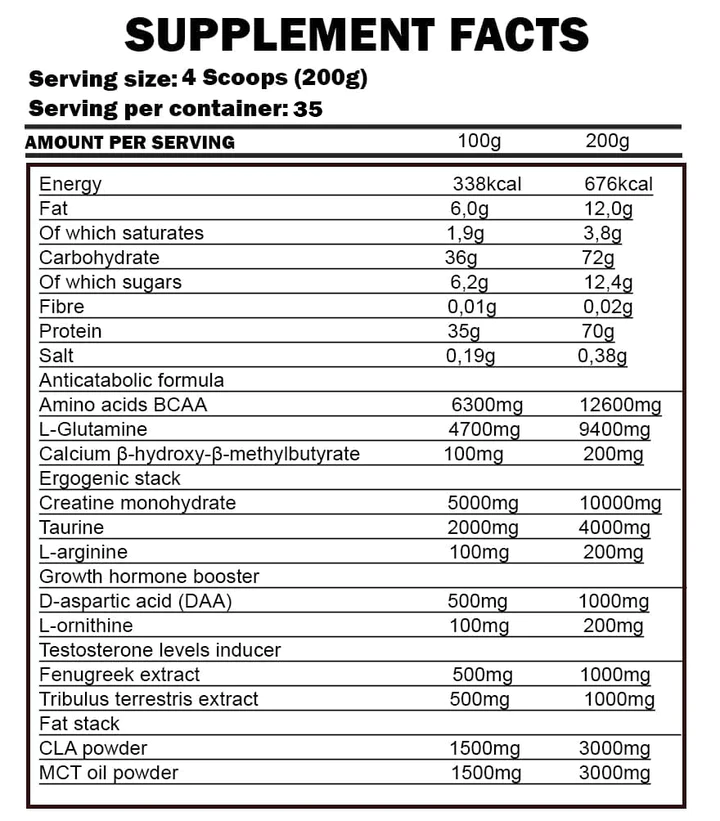 SUPPLEMENT FACTS
Serving size: 4 Scoops (200g)
Serving per container: 35
AMOUNT PER SERVING 100g 200g
Energy 338kcal 676kcal
Fat 6,0g 12,0g
Of which saturates 1,9g 3,8g
Carbohydrate 36g 72g
Of which sugars 6,2g 12,4g
Fibre 0,01g 0,02g
Protein 35g 70g
Salt 0,19g 0,38g
Anticatabolic formula
Amino acids BCAA 6300mg 12600mg
L-Glutamine 4700mg 9400mg
Calcium β-hydroxy-β-methylbutyrate 100mg 200mg
Ergogenic stack
Creatine monohydrate 5000mg 10000mg
Taurine 2000mg 4000mg
L-arginine 100mg 200mg
Growth hormone booster
D-aspartic acid (DAA) 500mg 1000mg
L-ornithine 100mg 200mg
Testosterone levels inducer
Fenugreek extract 500mg 1000mg
Tribulus terrestris extract 500mg 1000mg
Fat stack
CLA powder 1500mg 3000mg
MCT oil powder 1500mg 3000mg